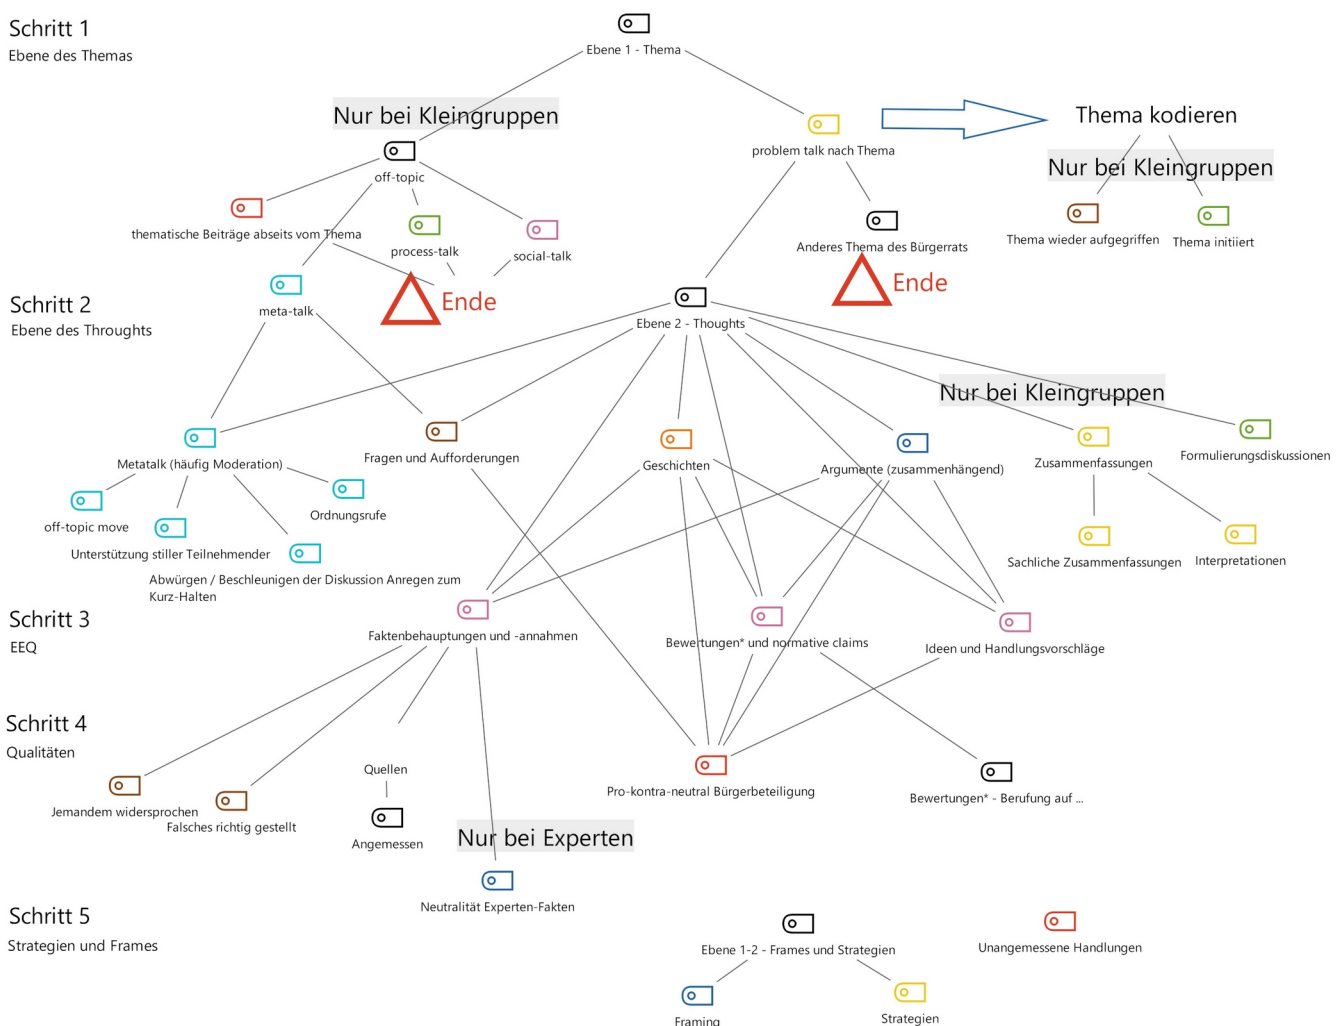 Schritt 1
Ebene des Themas
Ebene 1 - Thema
Nur bei Kleingruppen
off-topic
problem talk nach Thema
Thema kodieren
Nur bei Kleingruppen
thematische Beiträge abseits vom Thema
process-talk
social-talk
Anderes Thema des Bürgerrats
Thema wieder aufgegriffen
Thema initiiert
Ende
Ende
Schritt 2
Ebene des Throughts
meta-talk
Ebene 2 - Thoughts
Nur bei Kleingruppen
Metatalk (häufig Moderation)
Fragen und Aufforderungen
Geschichten
Argumente (zusammenhängend)
Zusammenfassungen
Formulierungsdiskussionen
off-topic move
Unterstützung stiller Teilnehmender
Ordnungsrufe
Abwürgen / Beschleunigen der Diskussion Anregen zum
Kurz-Halten
Sachliche Zusammenfassungen
Interpretationen
Schritt 3
EEQ
Faktenbehauptungen und -annahmen
Bewertungen* und normative claims
Ideen und Handlungsvorschläge
Schritt 4
Qualitäten
Jemandem widersprochen
Falsches richtig gestellt
Quellen
Angemessen
Pro-kontra-neutral Bürgerbeteiligung
Bewertungen* - Berufung auf ...
Nur bei Experten
Neutralität Experten-Fakten
Schritt 5
Strategien und Frames
Ebene 1-2 - Frames und Strategien
Unangemessene Handlungen
Framing
Strategien